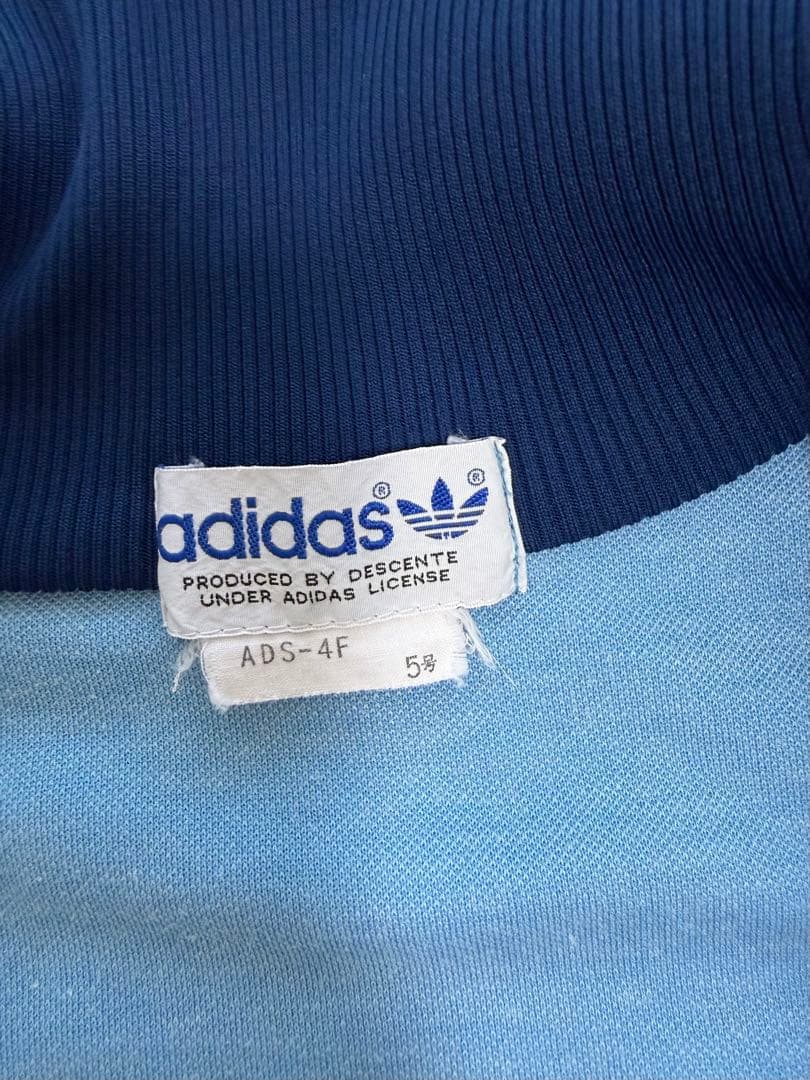 adidas® ®
PRODUCED BY DESCENTE
UNDER ADIDAS LICENSE
ADS-4F 5号